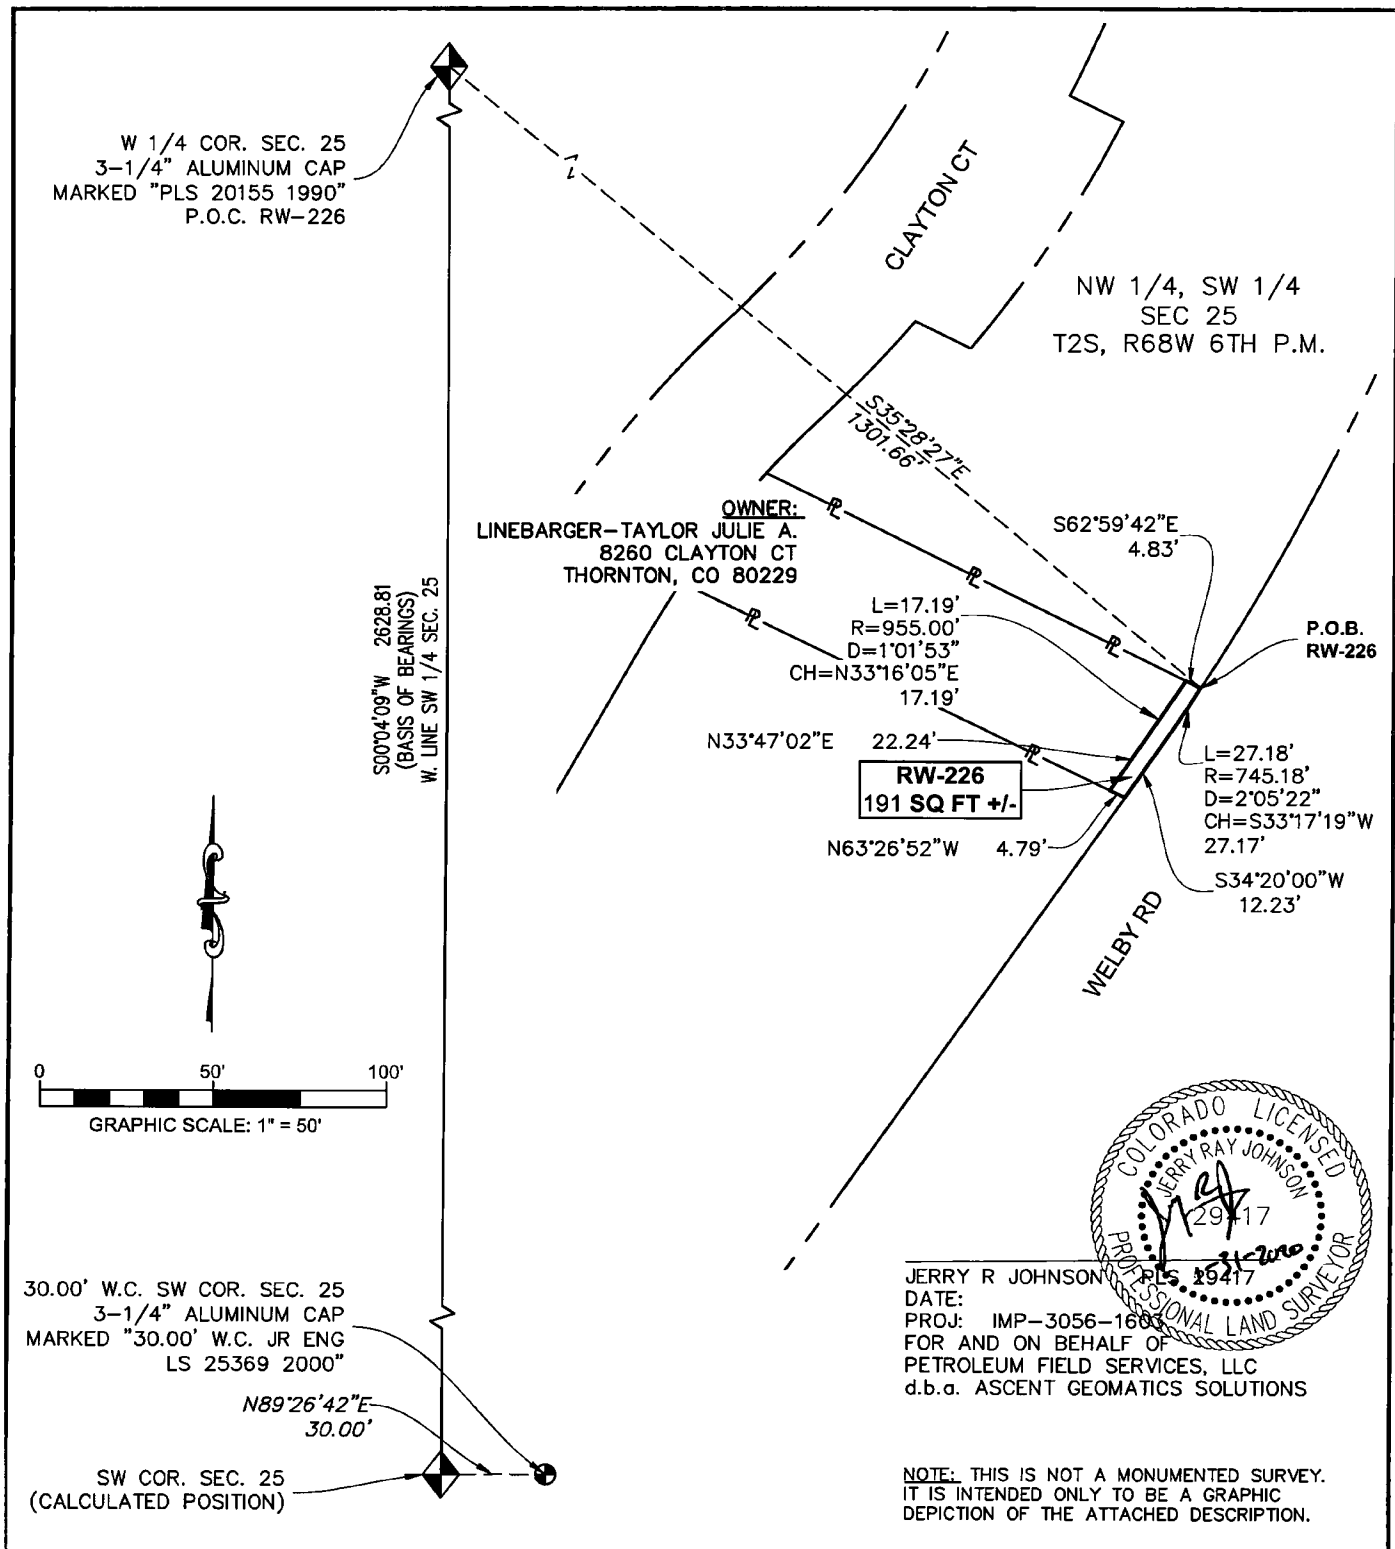 W 1/4 COR. SEC. 25
3-1/4" ALUMINUM CAP
MARKED "PLS 20155 1990"
P.O.C. RW-226
CLAYTON CT
NW 1/4, SW 1/4
SEC 25
T2S, R68W 6TH P.M.
S35°28'27"E
1301.66'
OWNER:
LINEBARGER-TAYLOR JULIE A.
8260 CLAYTON CT
THORNTON, CO 80229
S62°59'42"E
4.83'
P.O.B.
RW-226
L=17.19'
R=955.00'
D=1°01'53"
CH=N33°16'05"E
17.19'
N33°47'02"E 22.24'
RW-226
191 SQ FT +/-
N63°26'52"W 4.79'
L=27.18'
R=745.18'
D=2°05'22"
CH=S33°17'19"W
27.17'
S34°20'00"W
12.23'
WELBY RD
S00°04'09"W 2628.81
(BASIS OF BEARINGS)
W. LINE SW 1/4 SEC. 25
0 50' 100'
GRAPHIC SCALE: 1" = 50'
30.00' W.C. SW COR. SEC. 25
3-1/4" ALUMINUM CAP
MARKED "30.00' W.C. JR ENG
LS 25369 2000"
N89°26'42"E
30.00'
SW COR. SEC. 25
(CALCULATED POSITION)
COLORADO LICENSED
PROFESSIONAL LAND SURVEYOR
JERRY RAY JOHNSON
29417
JERRY R JOHNSON PLS 29417
DATE:
PROJ: IMP-3056-1603
FOR AND ON BEHALF OF
PETROLEUM FIELD SERVICES, LLC
d.b.a. ASCENT GEOMATICS SOLUTIONS
NOTE: THIS IS NOT A MONUMENTED SURVEY.
IT IS INTENDED ONLY TO BE A GRAPHIC
DEPICTION OF THE ATTACHED DESCRIPTION.